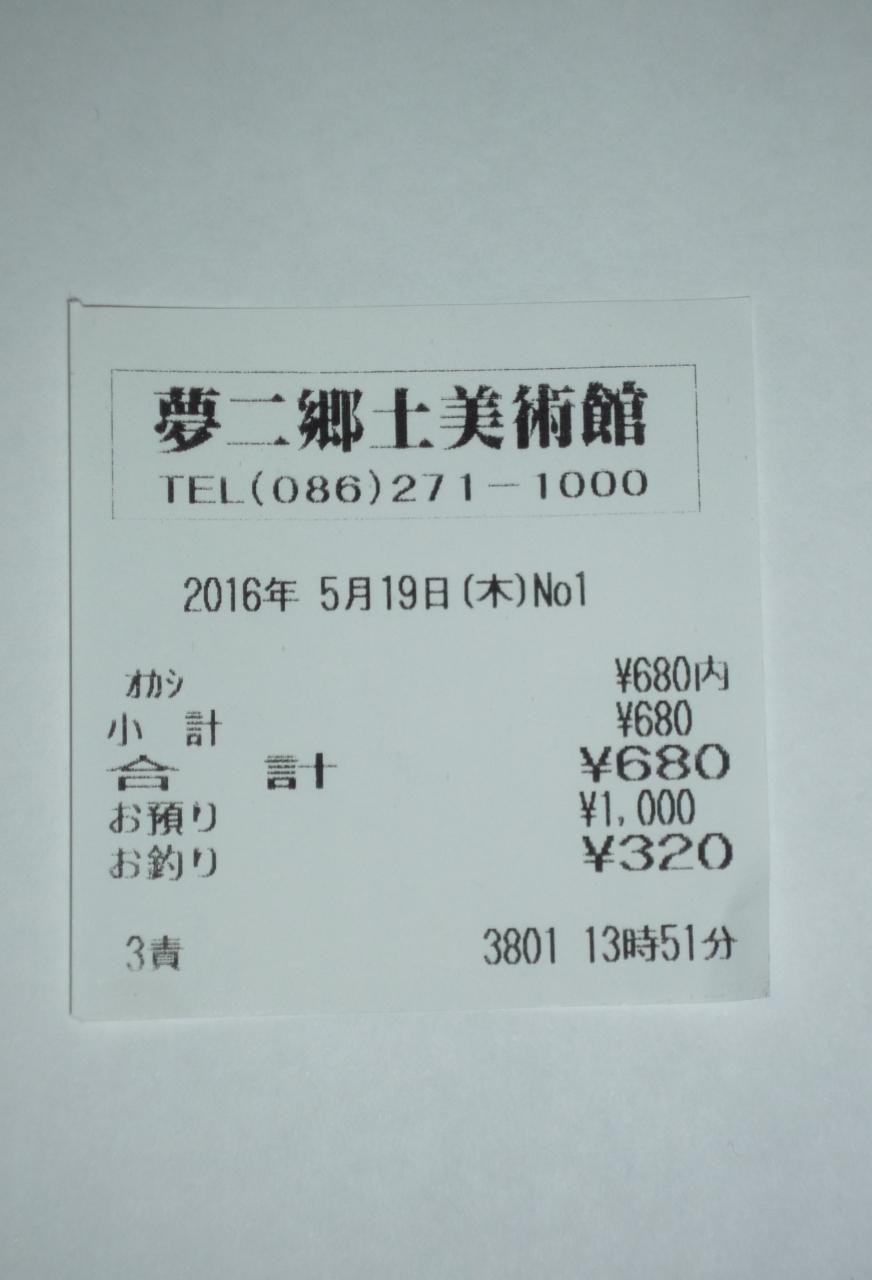 夢二郷土美術館
TEL(086)271-1000
2016年 5月19日(木)No1
ｵｶｼ ¥680内
小 計 ¥680
合 計 ¥680
お預り ¥1,000
お釣り ¥320
3責 3801 13時51分